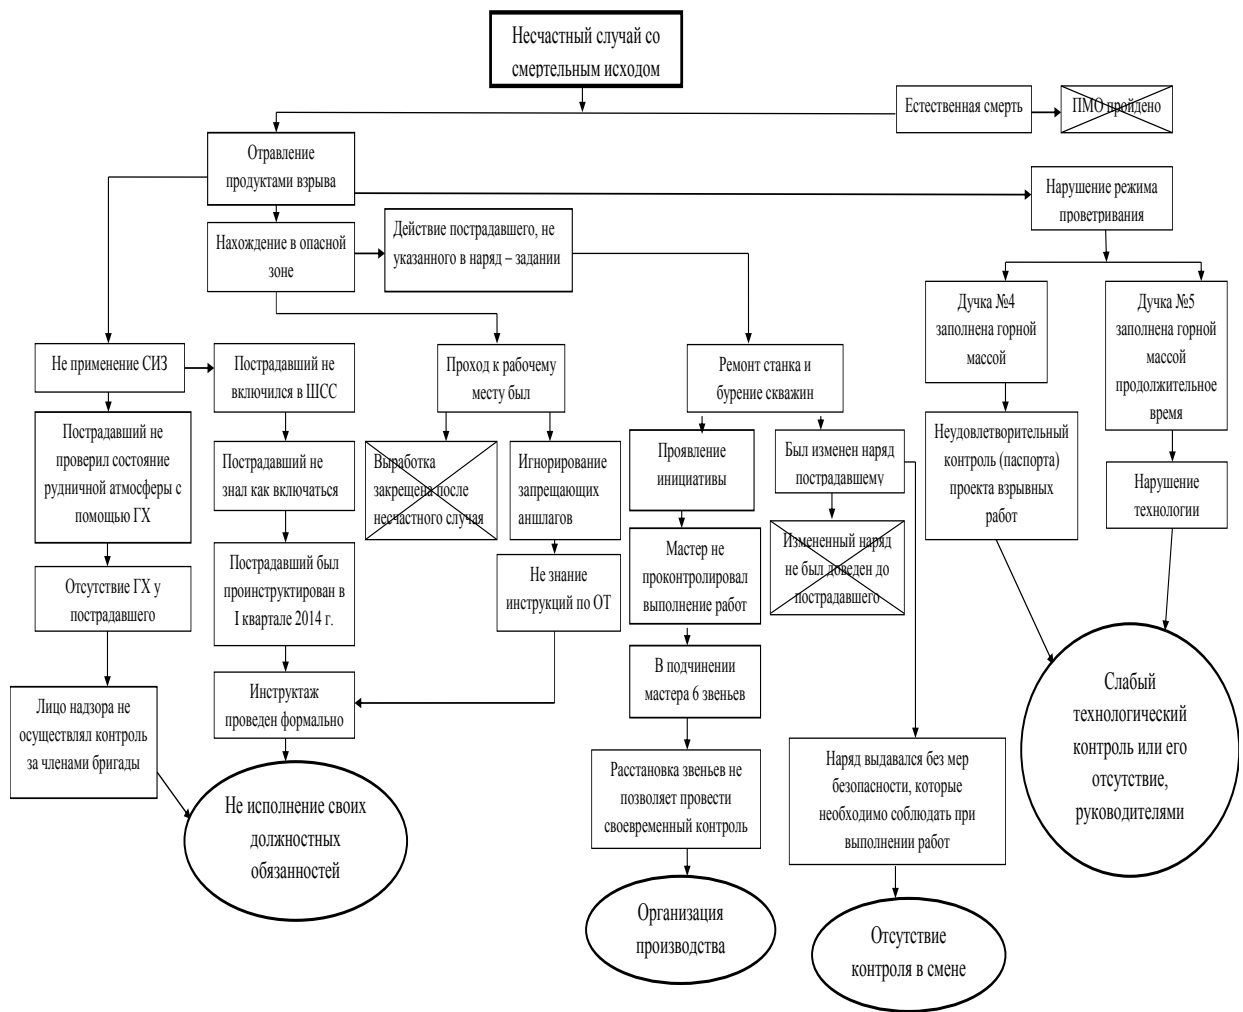 Несчастный случай со
смертельным исходом
Естественная смерть
ПМО пройдено
Отравление
продуктами взрыва
Нарушение режима
проветривания
Нахождение в опасной
зоне
Действие пострадавшего, не
указанного в наряд – задании
Дучка №4
заполнена горной
массой
Дучка №5
заполнена горной
массой
продолжительное
время
Не применение СИЗ
Пострадавший не
включился в ШСС
Проход к рабочему
месту был
Ремонт станка и
бурение скважин
Пострадавший не
проверил состояние
рудничной атмосферы с
помощью ГХ
Пострадавший не
знал как включаться
Выработка
закрещена после
несчастного случая
Игнорирование
запрещающих
аншлагов
Проявление
инициативы
Был изменен наряд
пострадавшему
Неудовлетворительный
контроль (паспорта)
проекта взрывных
работ
Нарушение
технологии
Отсутствие ГХ у
пострадавшего
Пострадавший был
проинструктирован в
I квартале 2014 г.
Не знание
инструкций по ОТ
Мастер не
проконтролировал
выполнение работ
Измененный наряд
не был доведен до
пострадавшего
Лицо надзора не
осуществлял контроль
за членами бригады
Инструктаж
проведен формально
В подчинении
мастера 6 звеньев
Слабый
технологический
контроль или его
отсутствие,
руководителями
Не исполнение своих
должностных
обязанностей
Расстановка звеньев не
позволяет провести
своевременный контроль
Наряд выдавался без мер
безопасности, которые
необходимо соблюдать при
выполнении работ
Организация
производства
Отсутствие
контроля в смене